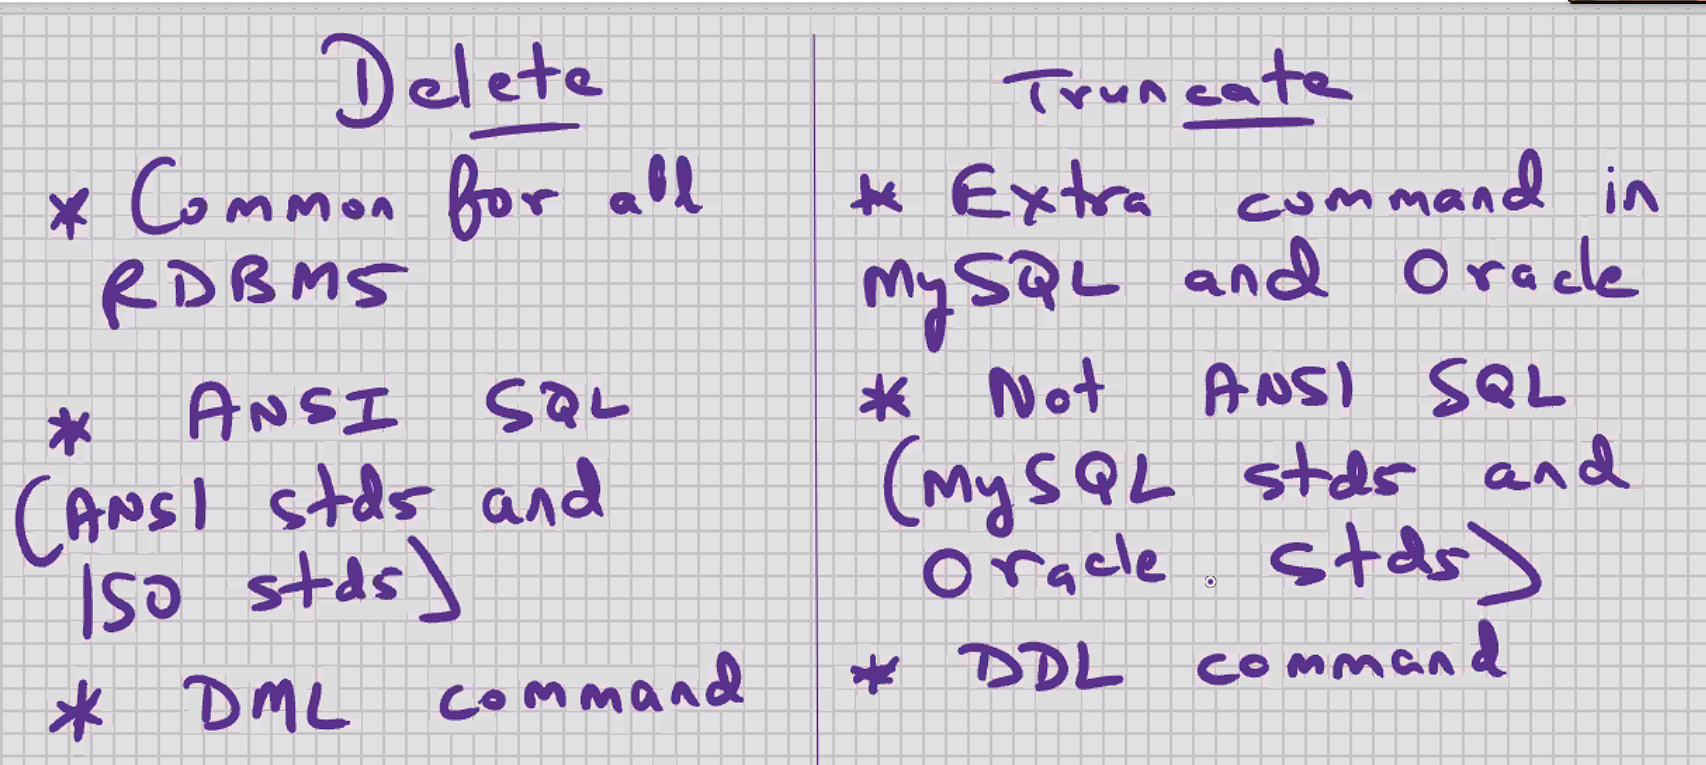 Delete
* Common for all
RDBMS
* ANSI SQL
(ANSI stds and
ISO stds)
* DML command
Truncate
* Extra command in
MySQL and Oracle
* Not ANSI SQL
(MySQL stds and
Oracle stds)
* DDL command